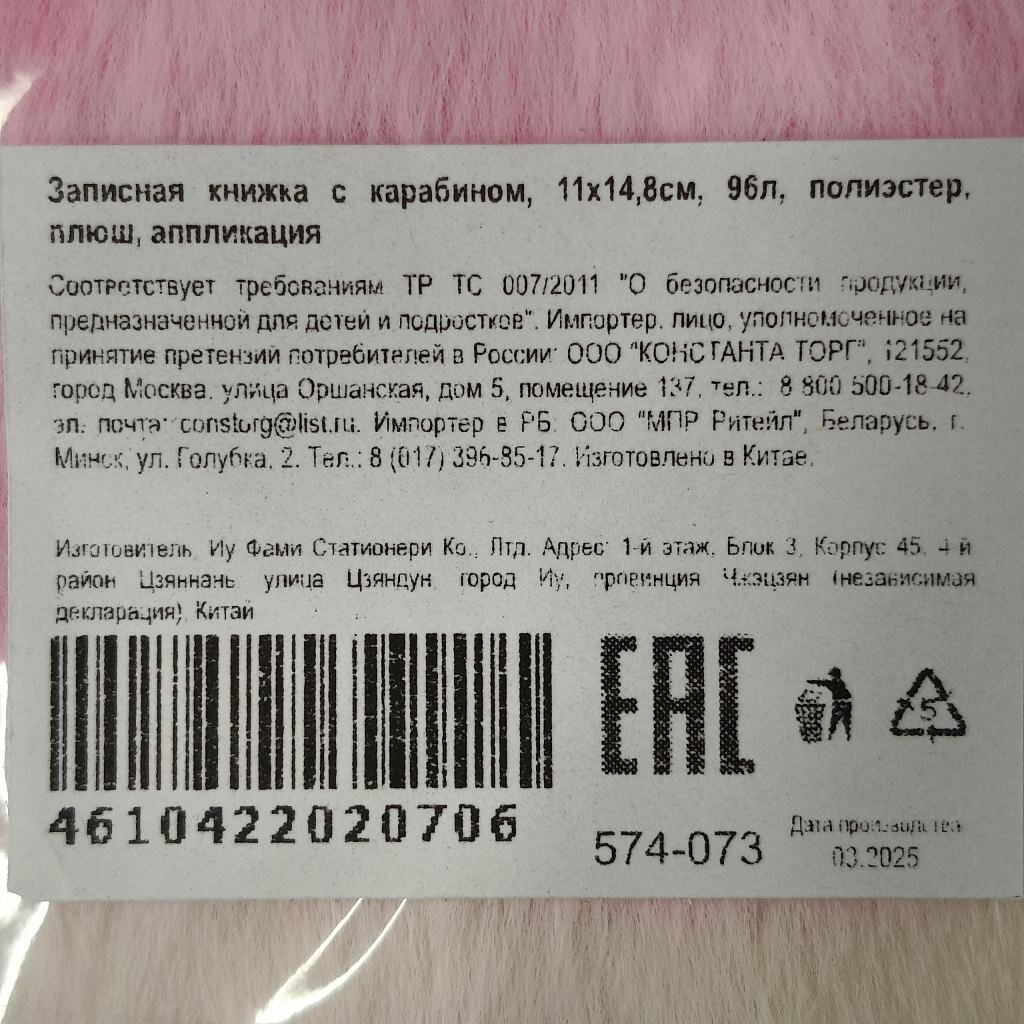 Записная книжка с карабином, 11х14,8см, 96л, полиэстер,
плюш, аппликация
Соответствует требованиям ТР ТС 007/2011 "О безопасности продукции,
предназначенной для детей и подростков". Импортер, лицо, уполномоченное на
принятие претензий потребителей в России: ООО "КОНСТАНТА ТОРГ", 121552,
город Москва, улица Оршанская, дом 5, помещение 137, тел.: 8 800 500-18-42,
эл. почта: constorg@list.ru. Импортер в РБ: ООО "МПР Ритейл", Беларусь, г.
Минск, ул. Голубка, 2. Тел.: 8 (017) 396-85-17. Изготовлено в Китае.
Изготовитель: Иу Фами Статионери Ко., Лтд. Адрес: 1-й этаж, Блок 3, Корпус 45, 4-й
район Цзяннань улица Цзяндун город Иу, провинция Чжэцзян (независимая
декларация), Китай
4610422020706
EAC
5
574-073
Дата производства
03.2025